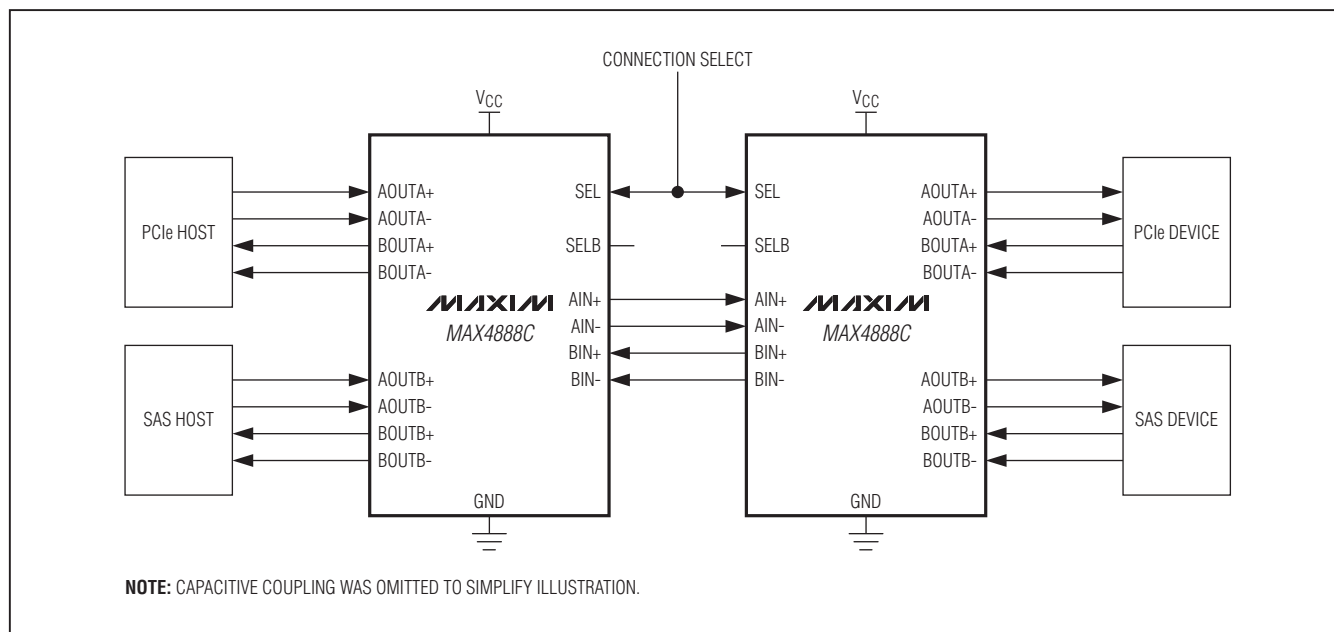 CONNECTION SELECT
VCC
VCC
PCIe HOST
AOUTA+
AOUTA-
BOUTA+
BOUTA-
SEL
SELB
SEL
SELB
AOUTA+
AOUTA-
BOUTA+
BOUTA-
PCIe DEVICE
MAXIM
MAX4888C
AIN+
AIN-
BIN+
BIN-
AIN+
AIN-
BIN+
BIN-
MAXIM
MAX4888C
SAS HOST
AOUTB+
AOUTB-
BOUTB+
BOUTB-
AOUTB+
AOUTB-
BOUTB+
BOUTB-
SAS DEVICE
GND
GND
NOTE: CAPACITIVE COUPLING WAS OMITTED TO SIMPLIFY ILLUSTRATION.